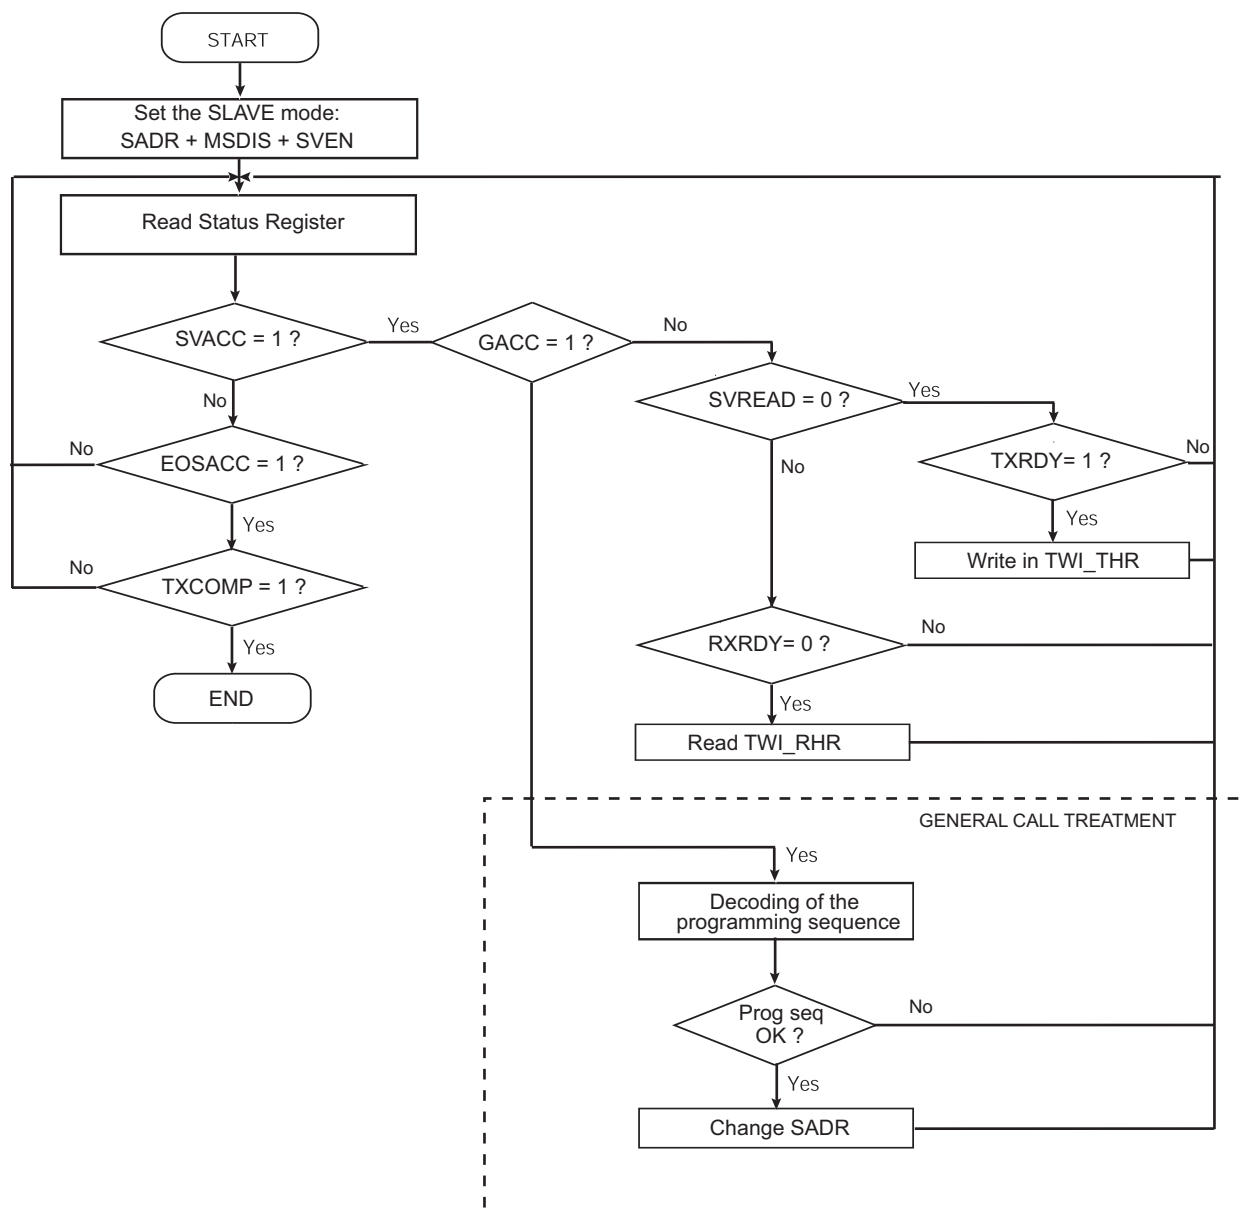 START
Set the SLAVE mode:
SADR + MSDIS + SVEN
Read Status Register
SVACC = 1 ?
Yes
GACC = 1 ?
No
SVREAD = 0 ?
Yes
No
EOSACC = 1 ?
No
No
TXRDY= 1 ?
No
Yes
Yes
Write in TWI_THR
TXCOMP = 1 ?
No
Yes
RXRDY= 0 ?
No
END
Yes
Read TWI_RHR
GENERAL CALL TREATMENT
Yes
Decoding of the
programming sequence
Prog seq
OK ?
No
Yes
Change SADR